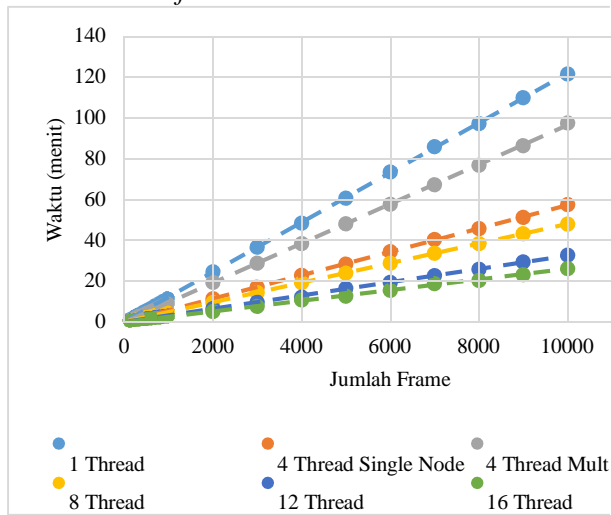 140
120
100
80
60
40
20
0
Waktu (menit)
0 2000 4000 6000 8000 10000
Jumlah Frame
1 Thread 4 Thread Single Node 4 Thread Mult
8 Thread 12 Thread 16 Thread